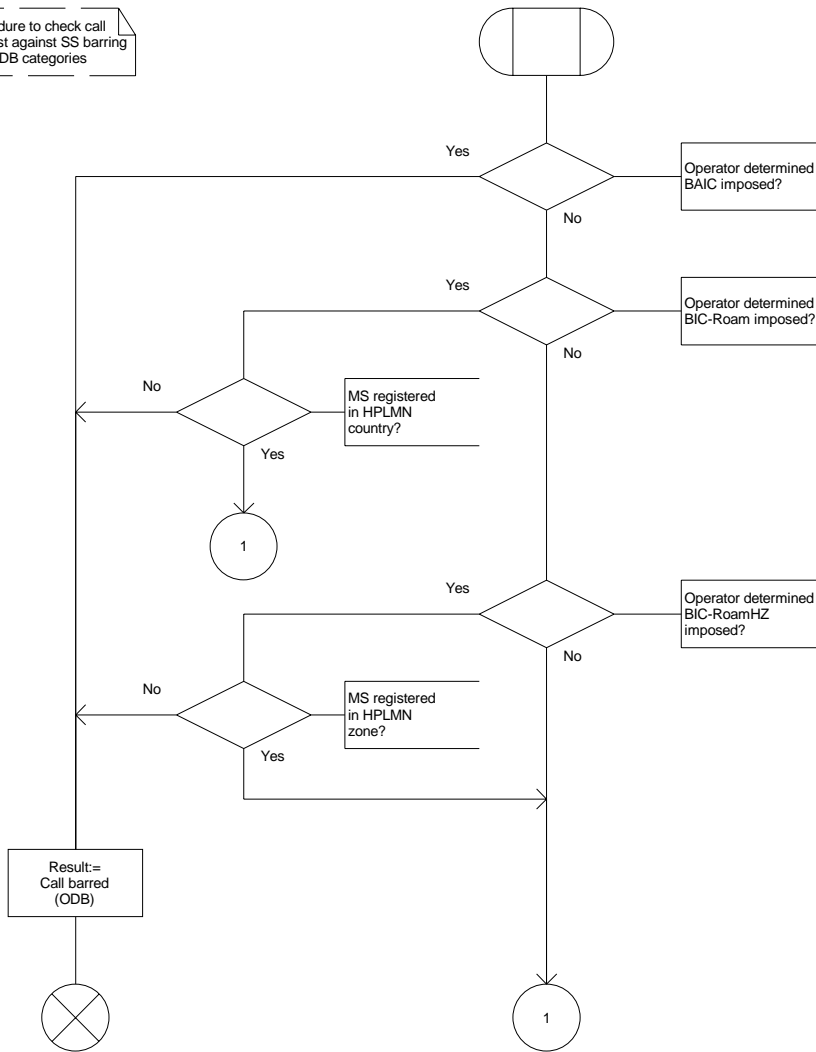 dure to check call
st against SS barring
DB categories
Yes
Operator determined
BAIC imposed?
No
Yes
Operator determined
BIC-Roam imposed?
No
No
MS registered
in HPLMN
country?
Yes
1
Yes
Operator determined
BIC-RoamHZ
imposed?
No
No
MS registered
in HPLMN
zone?
Yes
Result:=
Call barred
(ODB)
1